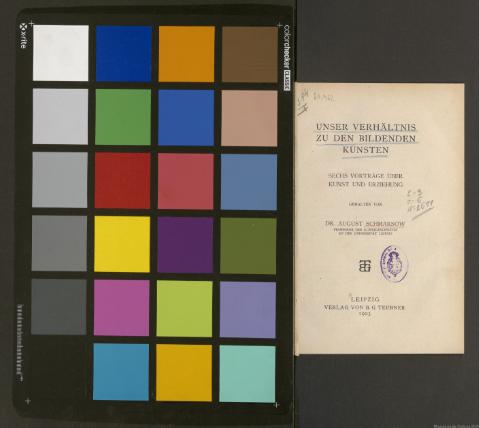 x·rite
colorchecker CLASSIC
UNSER VERHÄLTNIS
ZU DEN BILDENDEN
KÜNSTEN
SECHS VORTRÄGE ÜBER
KUNST UND ERZIEHUNG
GEHALTEN VON
DR. AUGUST SCHMARSOW
LEIPZIG
VERLAG VON B. G. TEUBNER
1903